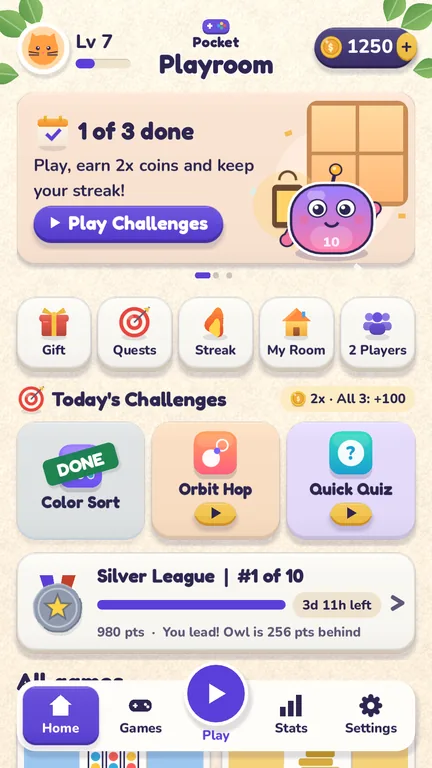 Lv 7
Pocket
Playroom
1250 +
1 of 3 done
Play, earn 2x coins and keep
your streak!
Play Challenges
10
Gift
Quests
Streak
My Room
2 Players
Today's Challenges
2x · All 3: +100
DONE
Color Sort
Orbit Hop
?
Quick Quiz
Silver League | #1 of 10
3d 11h left
980 pts · You lead! Owl is 256 pts behind
All games
Home
Games
Play
Stats
Settings